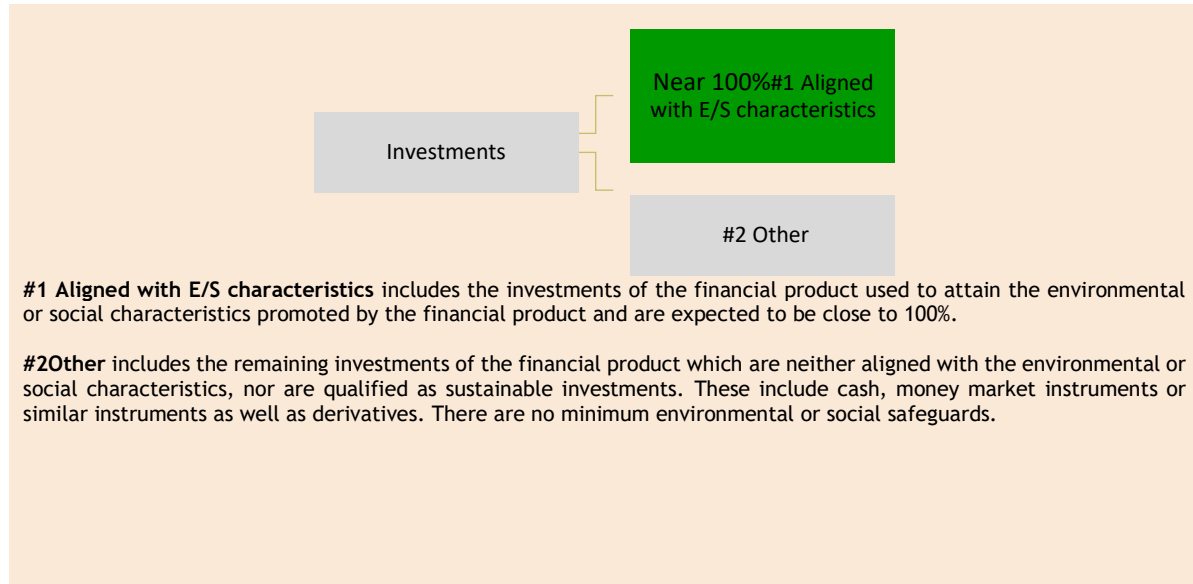 Near 100%#1 Aligned
with E/S characteristics
Investments
#2 Other
#1 Aligned with E/S characteristics includes the investments of the financial product used to attain the environmental
or social characteristics promoted by the financial product and are expected to be close to 100%.
#2Other includes the remaining investments of the financial product which are neither aligned with the environmental or
social characteristics, nor are qualified as sustainable investments. These include cash, money market instruments or
similar instruments as well as derivatives. There are no minimum environmental or social safeguards.